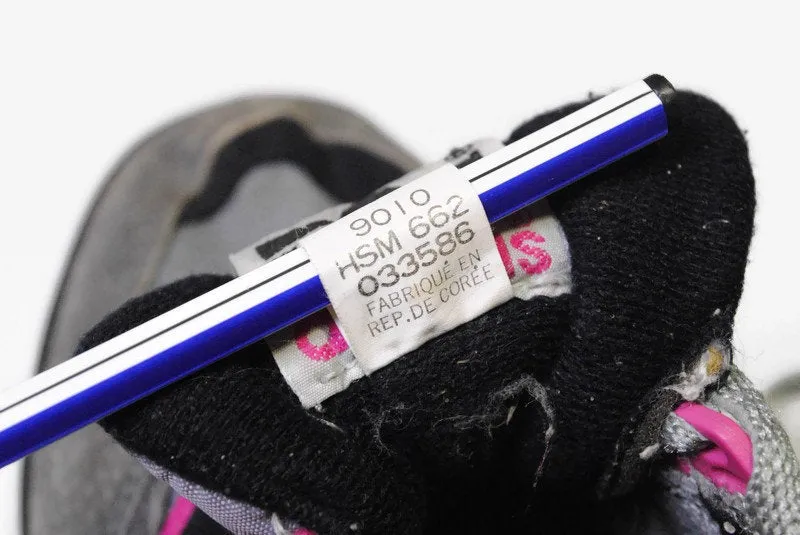 9010
HSM 662
033586
FABRIQUÉ EN
REP. DE CORÉE